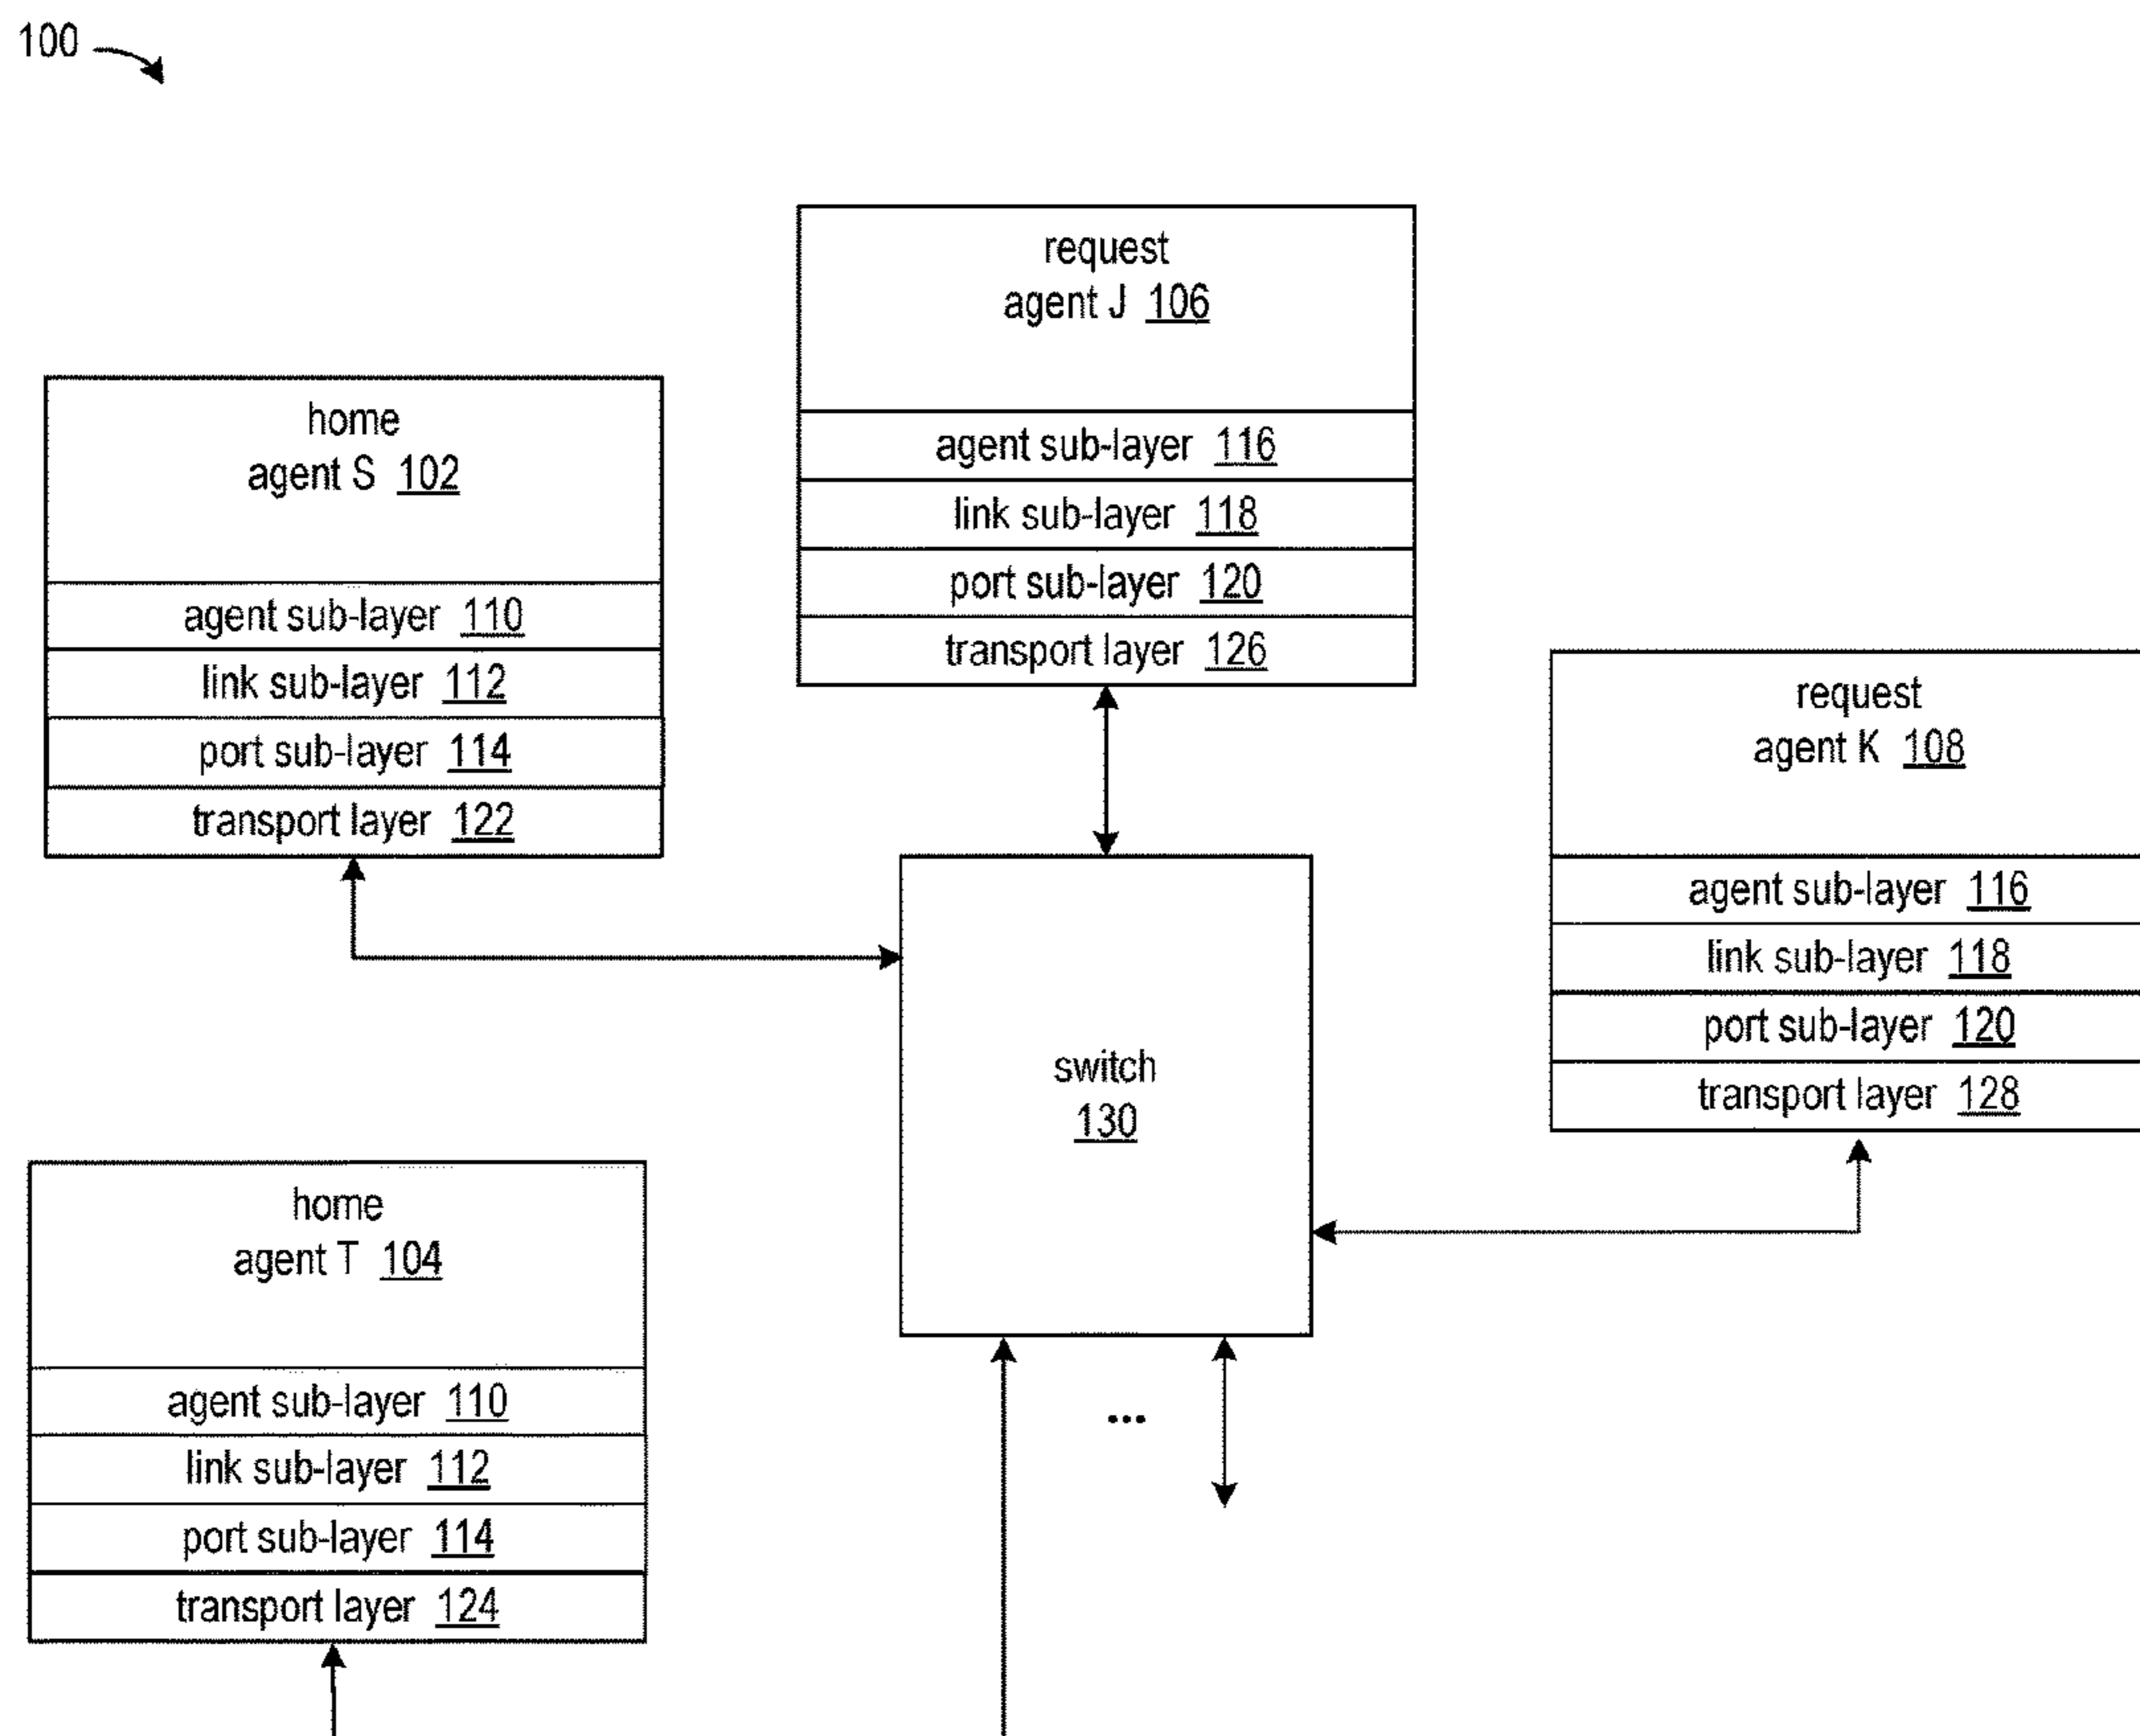 100
request
agent J 106
agent sub-layer 116
link sub-layer 118
port sub-layer 120
transport layer 126
home
agent S 102
agent sub-layer 110
link sub-layer 112
port sub-layer 114
transport layer 122
request
agent K 108
agent sub-layer 116
link sub-layer 118
port sub-layer 120
transport layer 128
switch
130
home
agent T 104
agent sub-layer 110
link sub-layer 112
port sub-layer 114
transport layer 124
...